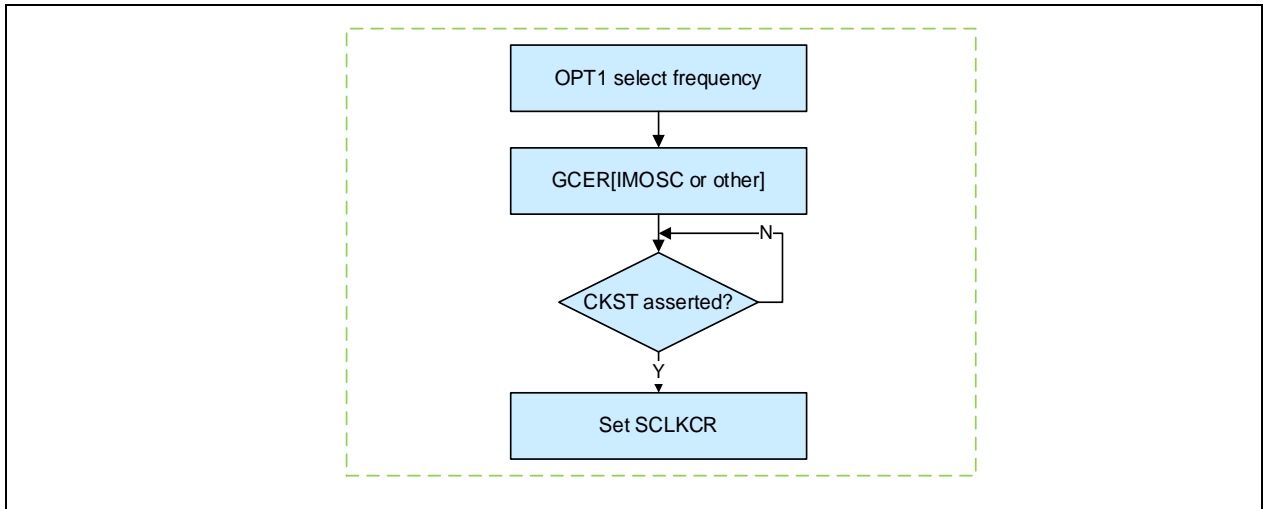 OPT1 select frequency
GCER[IMOSC or other]
N
CKST asserted?
Y
Set SCLKCR